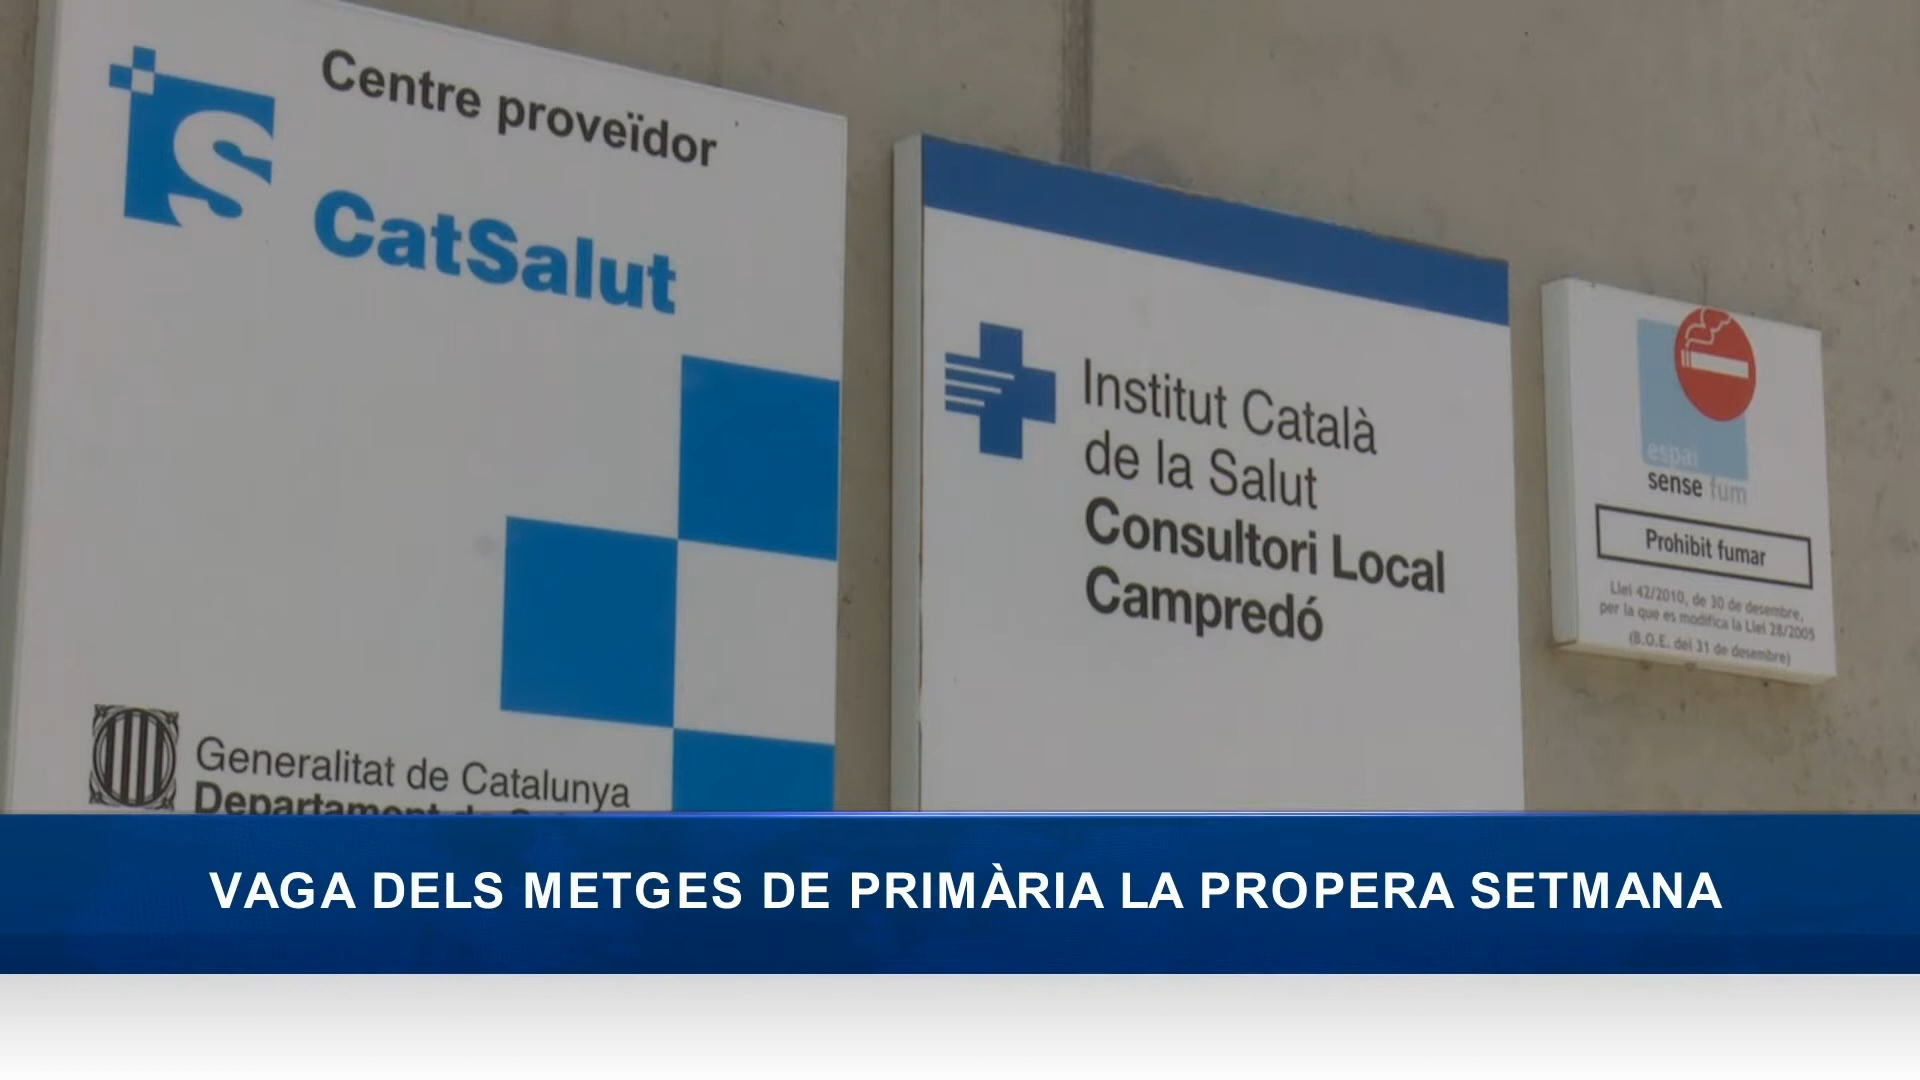 Centre proveïdor
CatSalut
Generalitat de Catalunya
Departament de
Institut Català
de la Salut
Consultori Local
Campredó
espai
sense fum
Prohibit fumar
Llei 42/2010, de 30 de desembre,
per la que es modifica la Llei 28/2005
(B.O.E. del 31 de desembre)
VAGA DELS METGES DE PRIMÀRIA LA PROPERA SETMANA